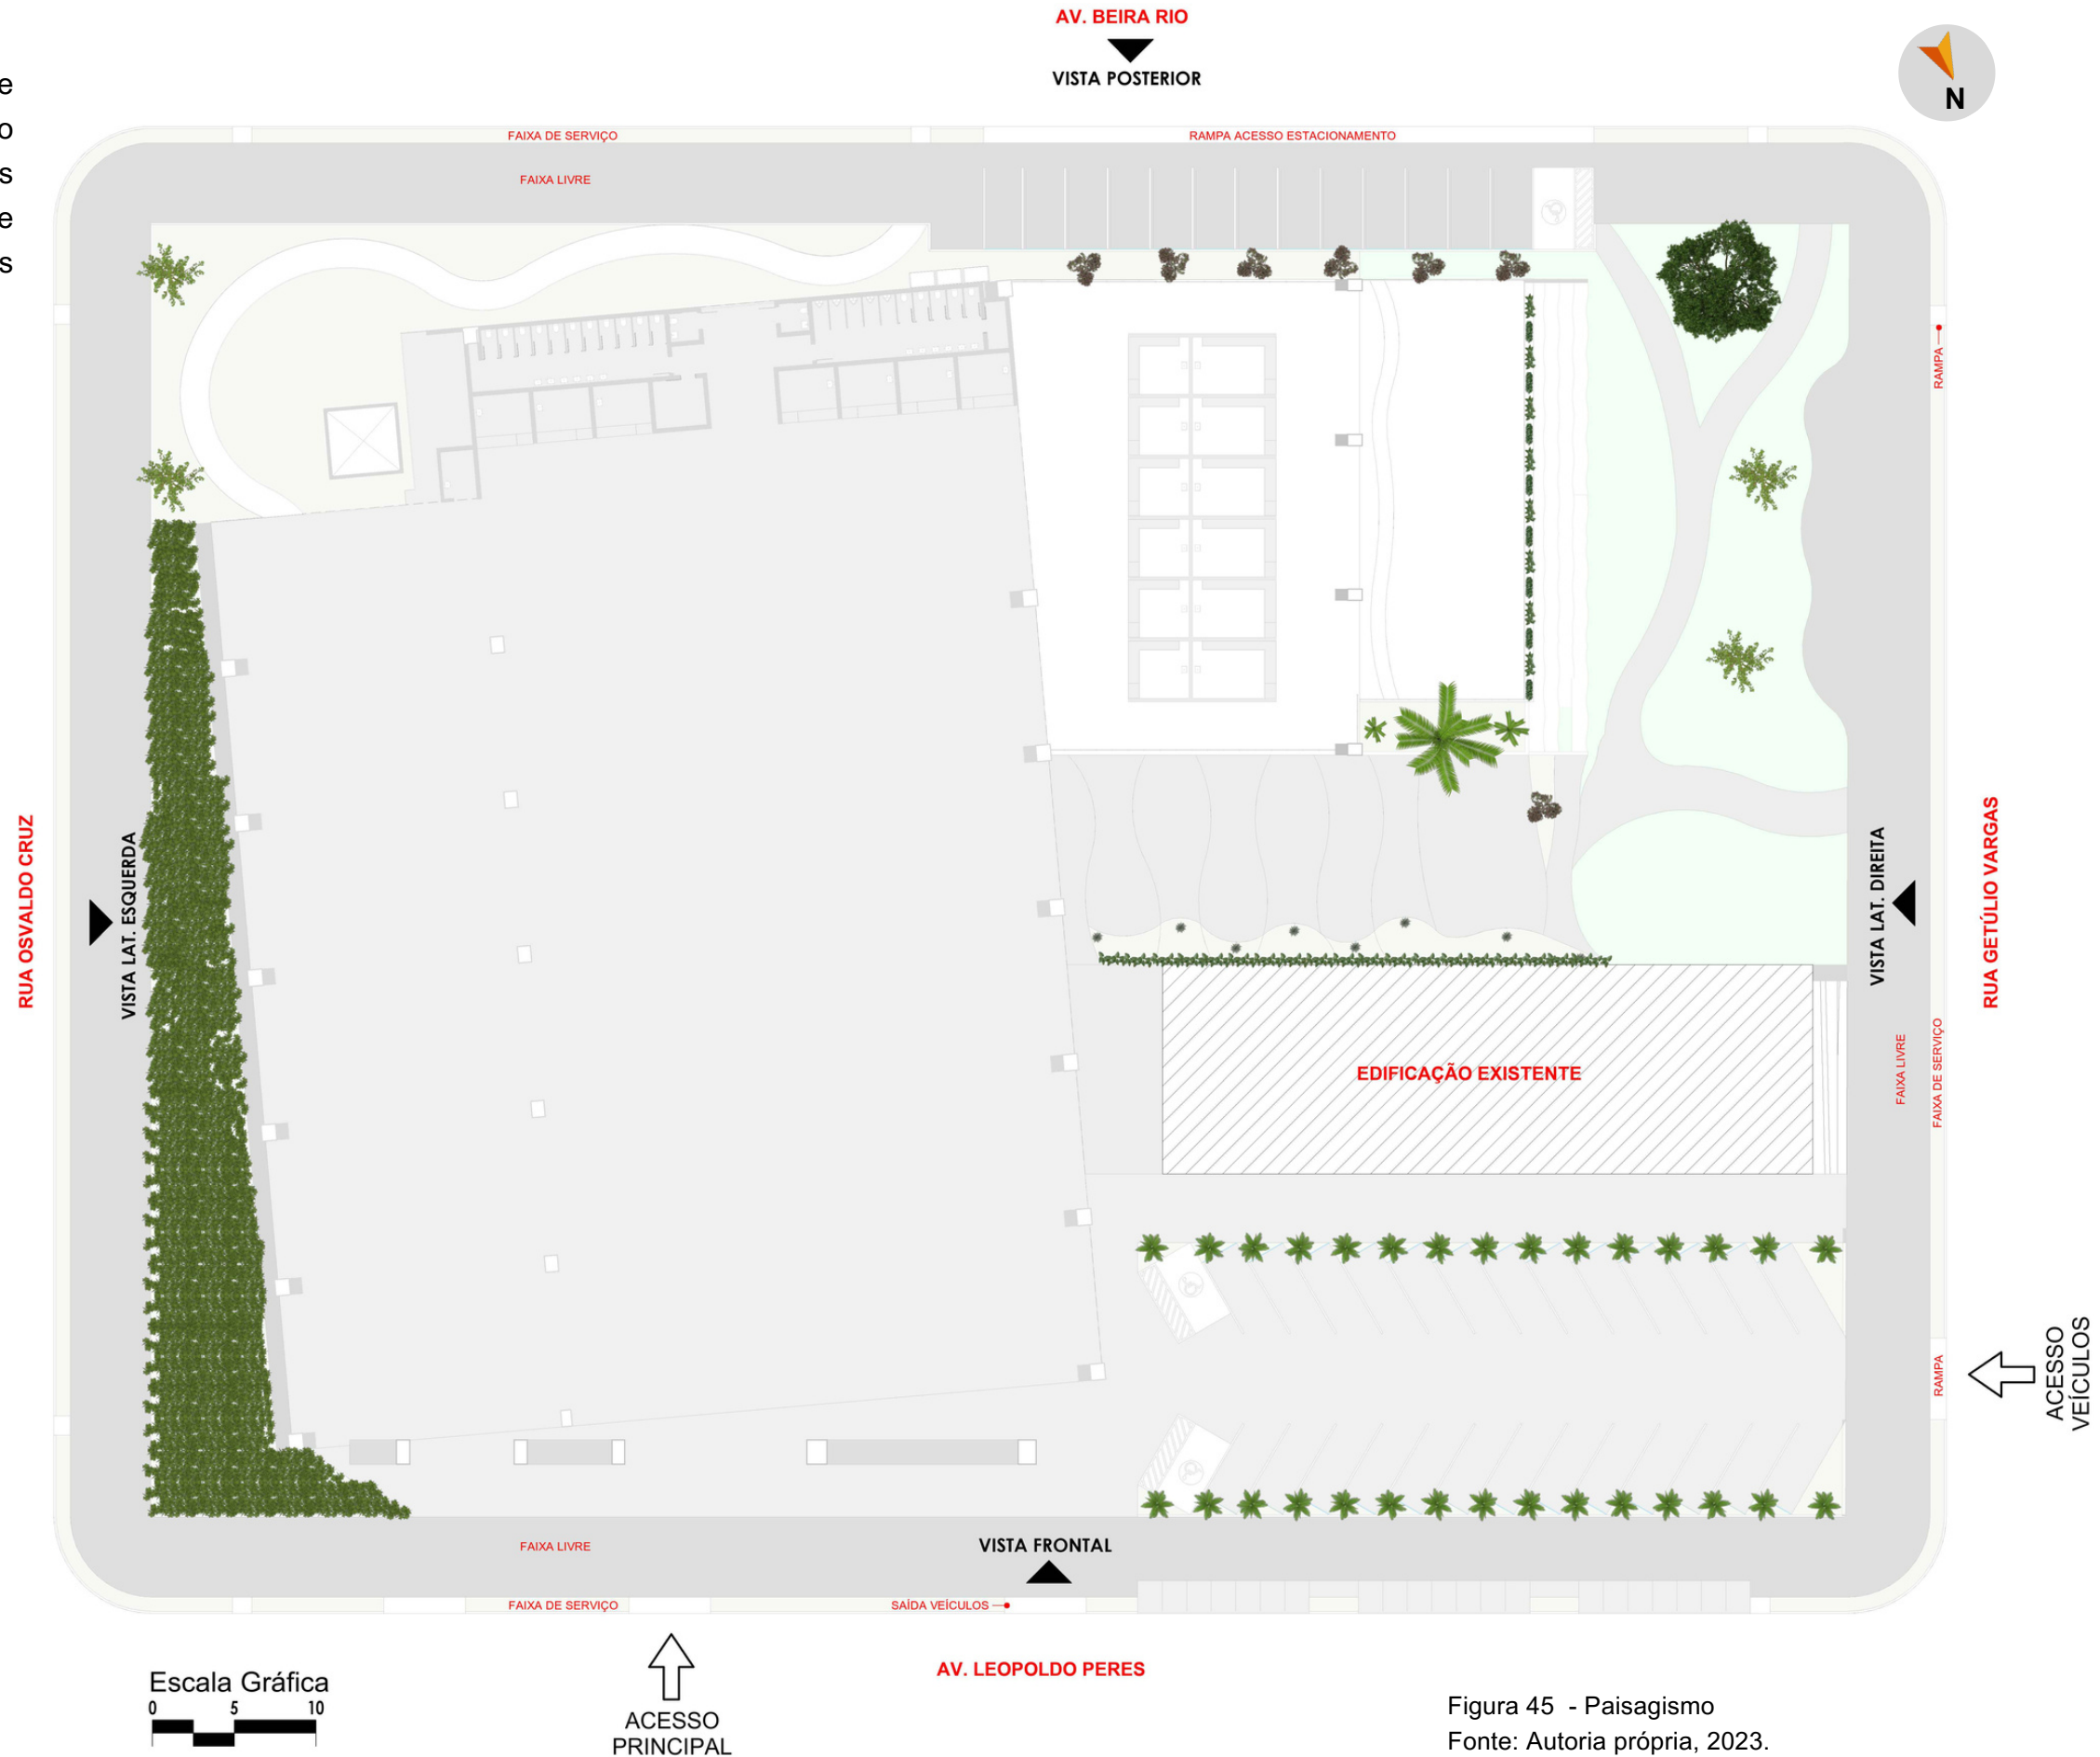 AV. BEIRA RIO
VISTA POSTERIOR
N
e
o
s
e
s
FAIXA DE SERVIÇO
RAMPA ACESSO ESTACIONAMENTO
FAIXA LIVRE
RAMPA
RUA OSVALDO CRUZ
VISTA LAT. ESQUERDA
VISTA LAT. DIREITA
RUA GETÚLIO VARGAS
FAIXA LIVRE
FAIXA DE SERVIÇO
EDIFICAÇÃO EXISTENTE
RAMPA
ACESSO
VEÍCULOS
FAIXA LIVRE
VISTA FRONTAL
FAIXA DE SERVIÇO
SAÍDA VEÍCULOS
AV. LEOPOLDO PERES
Escala Gráfica
0 5 10
ACESSO
PRINCIPAL
Figura 45 - Paisagismo
Fonte: Autoria própria, 2023.